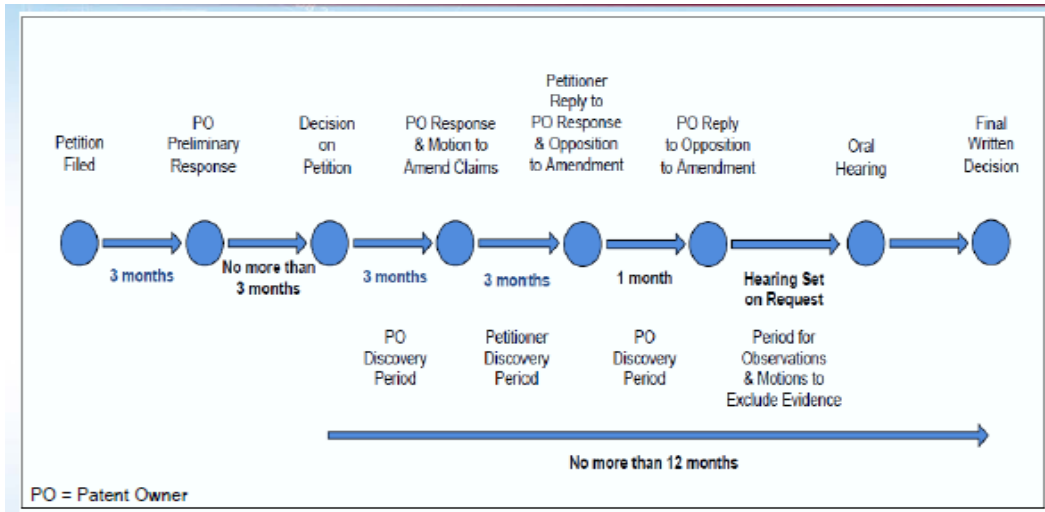 Petition
Filed
PO
Preliminary
Response
Decision
on
Petition
PO Response
& Motion to
Amend Claims
Petitioner
Reply to
PO Response
& Opposition
to Amendment
PO Reply
to Opposition
to Amendment
Oral
Hearing
Final
Written
Decision
3 months
No more than
3 months
3 months
3 months
1 month
Hearing Set
on Request
PO
Discovery
Period
Petitioner
Discovery
Period
PO
Discovery
Period
Period for
Observations
& Motions to
Exclude Evidence
No more than 12 months
PO = Patent Owner